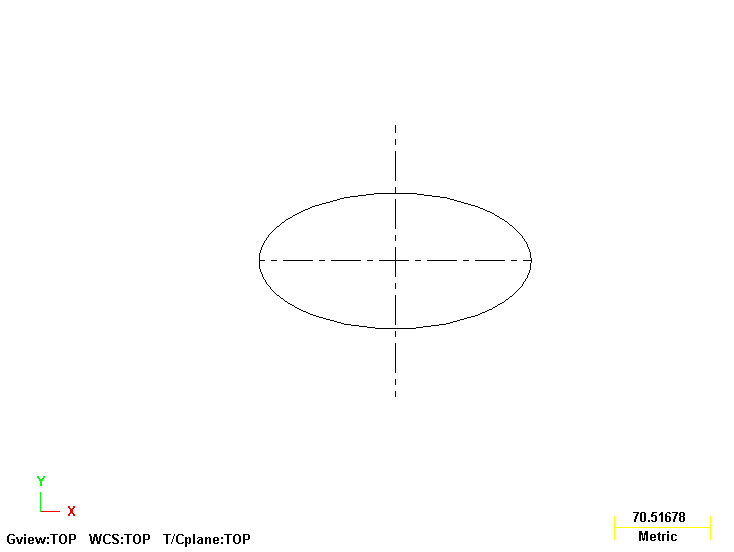 Y
X
70.51678
Metric
Gview:TOP WCS:TOP T/Cplane:TOP